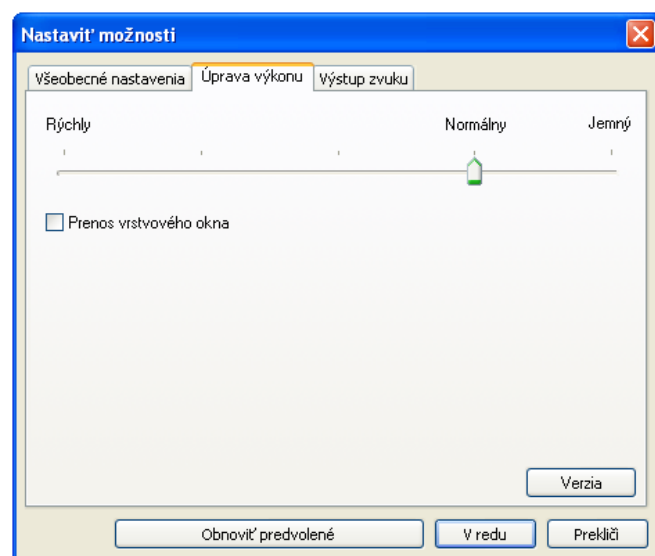 Nastaviť možnosti
Všeobecné nastavenia Úprava výkonu Výstup zvuku
Rýchly Normálny Jemný
Prenos vrstvového okna
Verzia
Obnoviť predvolené V redu Prekliči